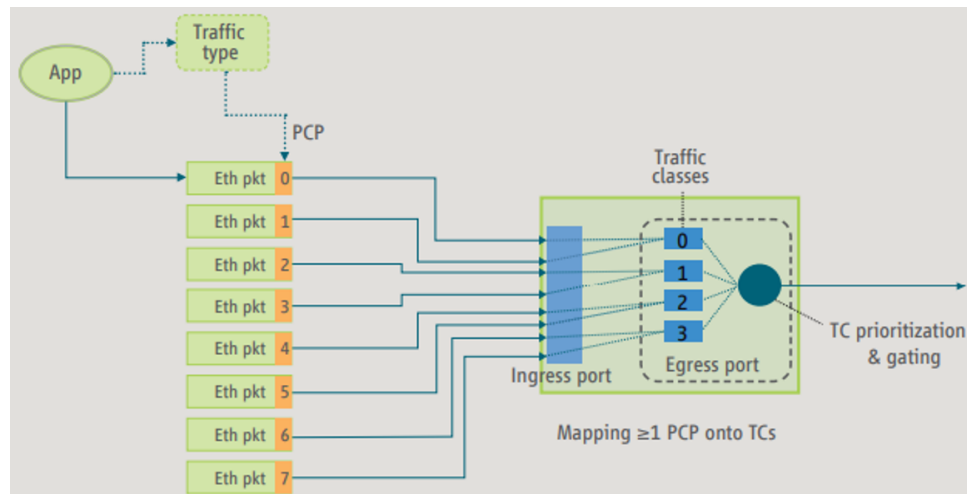 Traffic
type
App
PCP
Eth pkt 0
Eth pkt 1
Eth pkt 2
Eth pkt 3
Eth pkt 4
Eth pkt 5
Eth pkt 6
Eth pkt 7
Traffic
classes
0
1
2
3
Ingress port
Egress port
TC prioritization
& gating
Mapping ≥1 PCP onto TCs